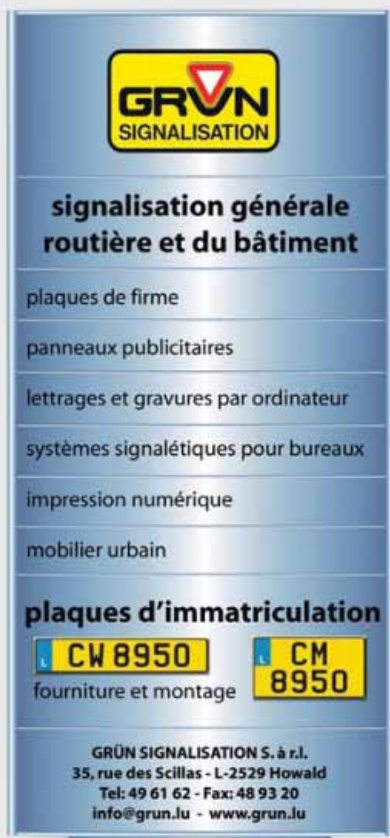 GRÜN
SIGNALISATION
signalisation générale
routière et du bâtiment
plaques de firme
panneaux publicitaires
lettrages et gravures par ordinateur
systèmes signalétiques pour bureaux
impression numérique
mobilier urbain
plaques d'immatriculation
L CW 8950
L CM
8950
fourniture et montage
GRÜN SIGNALISATION S. à r.l.
35, rue des Scillas - L-2529 Howald
Tel: 49 61 62 - Fax: 48 93 20
info@grun.lu - www.grun.lu